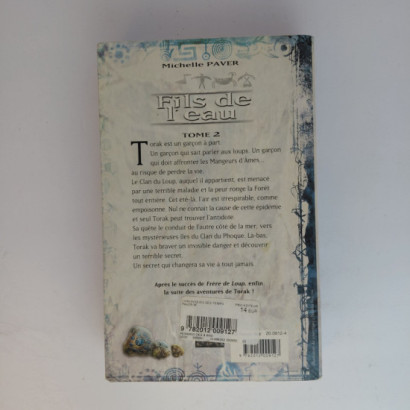 Michelle PAVER
Fils de
l'eau
TOME 2
Torak est un garçon à part.
Un garçon qui sait parler aux loups. Un garçon
qui doit affronter les Mangeurs d'âmes...
au risque de perdre la vie.
Le Clan du Loup, auquel il appartient, est menacé
par une terrible maladie et la peur ronge la Forêt
tout entière. Cet été-là, l'air est irrespirable, comme
empoisonné. Nul ne connaît la cause de cette épidémie
et seul Torak peut trouver l'antidote.
Sa quête le conduit de l'autre côté de la mer, vers
les mystérieuses îles du Clan du Phoque. Là-bas,
Torak va braver un invisible danger et découvrir
un terrible secret.
Un secret qui changera sa vie à tout jamais
Après le succès de Frère de Loup, enfin
la suite des aventures de Torak !
9 780012 009127